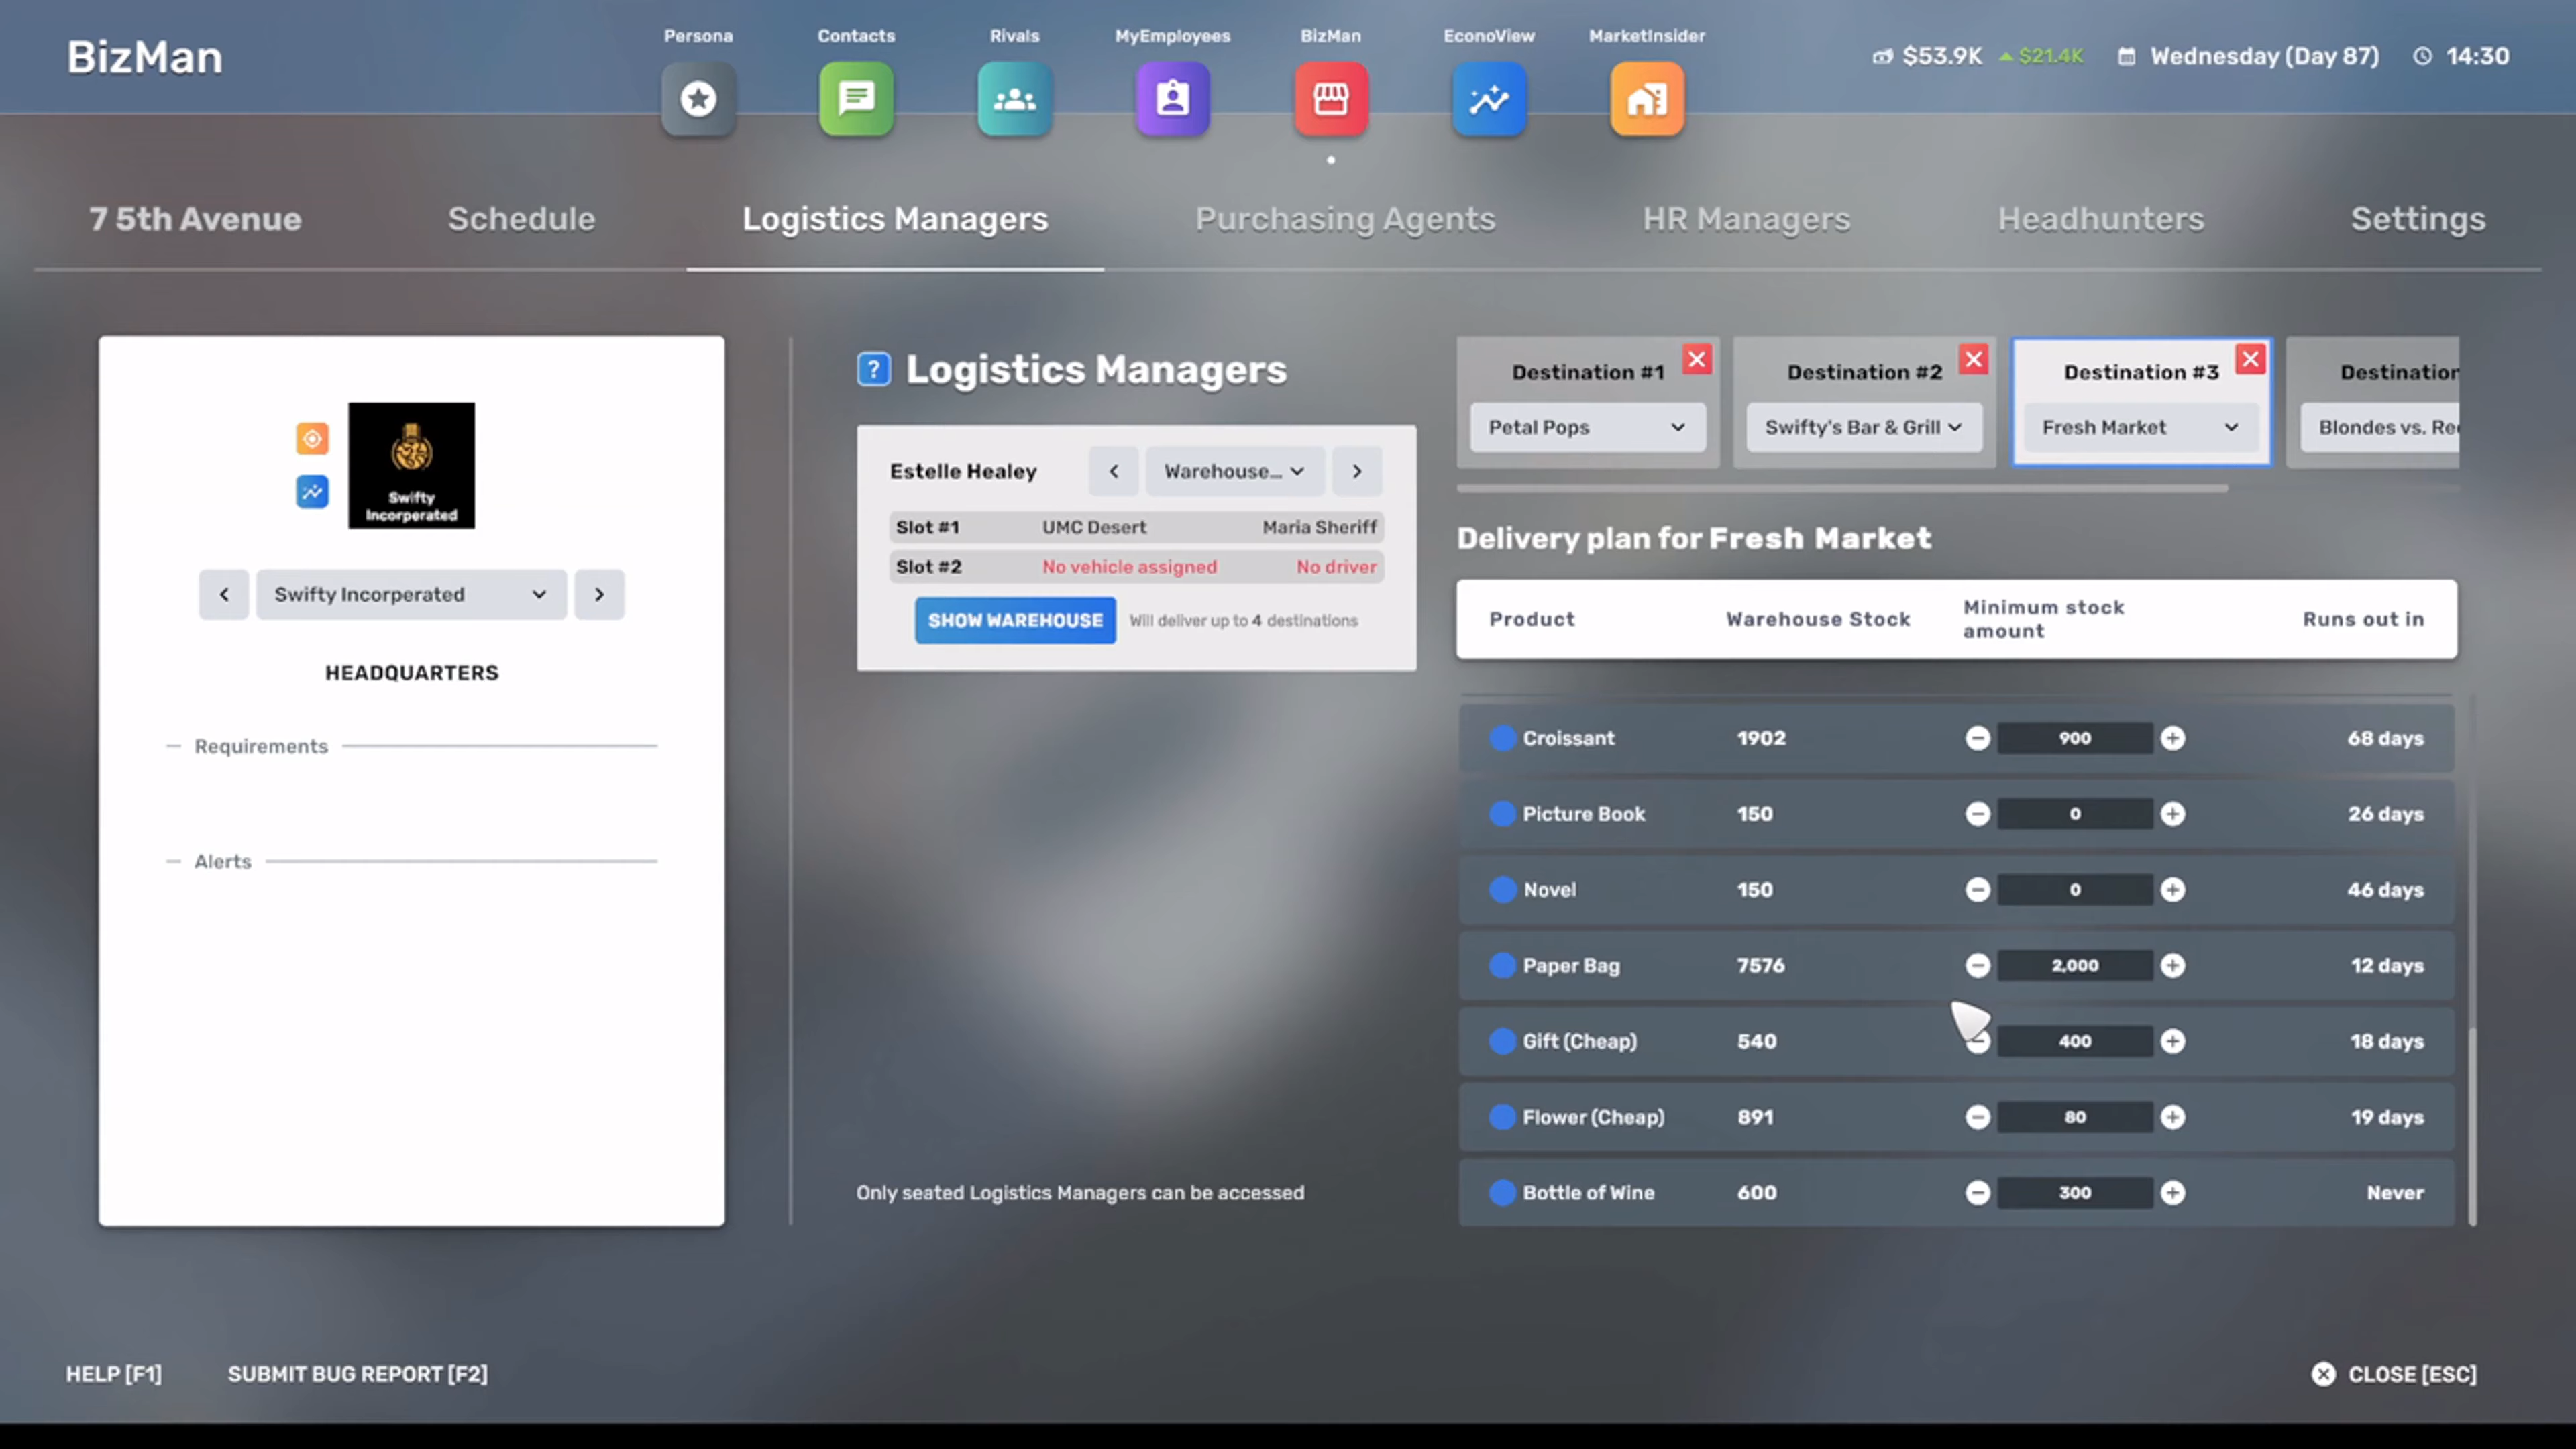 BizMan
Persona
Contacts
Rivals
MyEmployees
BizMan
EconoView
MarketInsider
$53.9K
$21.4K
Wednesday (Day 87)
14:30
7 5th Avenue
Schedule
Logistics Managers
Purchasing Agents
HR Managers
Headhunters
Settings
Swifty
Incorperated
Swifty Incorperated
HEADQUARTERS
Requirements
Alerts
? Logistics Managers
Estelle Healey
Warehouse...
Slot #1 UMC Desert Maria Sheriff
Slot #2 No vehicle assigned No driver
SHOW WAREHOUSE Will deliver up to 4 destinations
Only seated Logistics Managers can be accessed
Destination #1
Petal Pops
Destination #2
Swifty's Bar & Grill
Destination #3
Fresh Market
Destination
Blondes vs. Re
Delivery plan for Fresh Market
Product Warehouse Stock Minimum stock amount Runs out in
Croissant 1902 900 68 days
Picture Book 150 0 26 days
Novel 150 0 46 days
Paper Bag 7576 2,000 12 days
Gift (Cheap) 540 400 18 days
Flower (Cheap) 891 80 19 days
Bottle of Wine 600 300 Never
HELP [F1]
SUBMIT BUG REPORT [F2]
CLOSE [ESC]